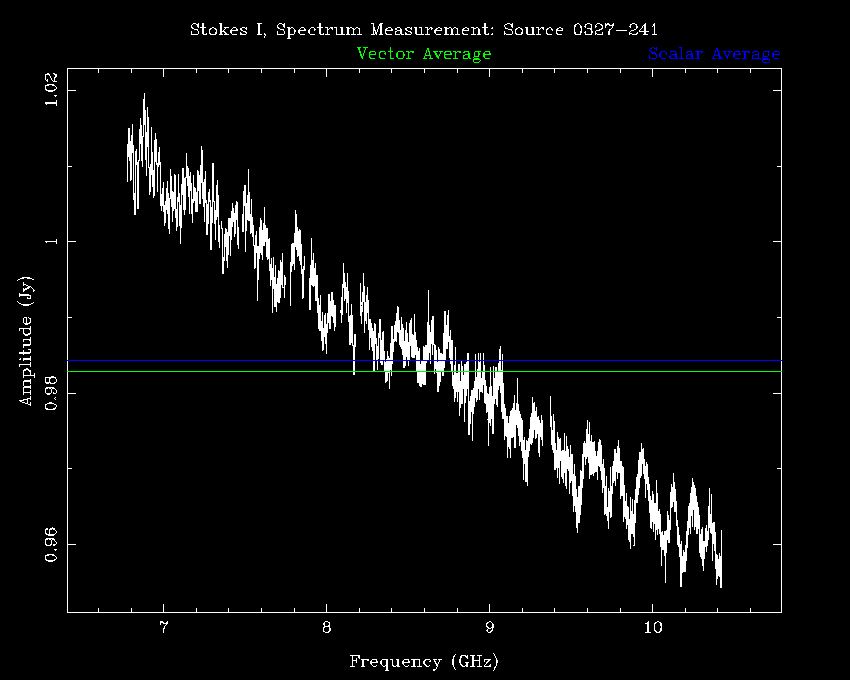 Stokes I, Spectrum Measurement: Source 0327-241
Vector Average Scalar Average
1.02
1
0.98
0.96
Amplitude (Jy)
7 8 9 10
Frequency (GHz)